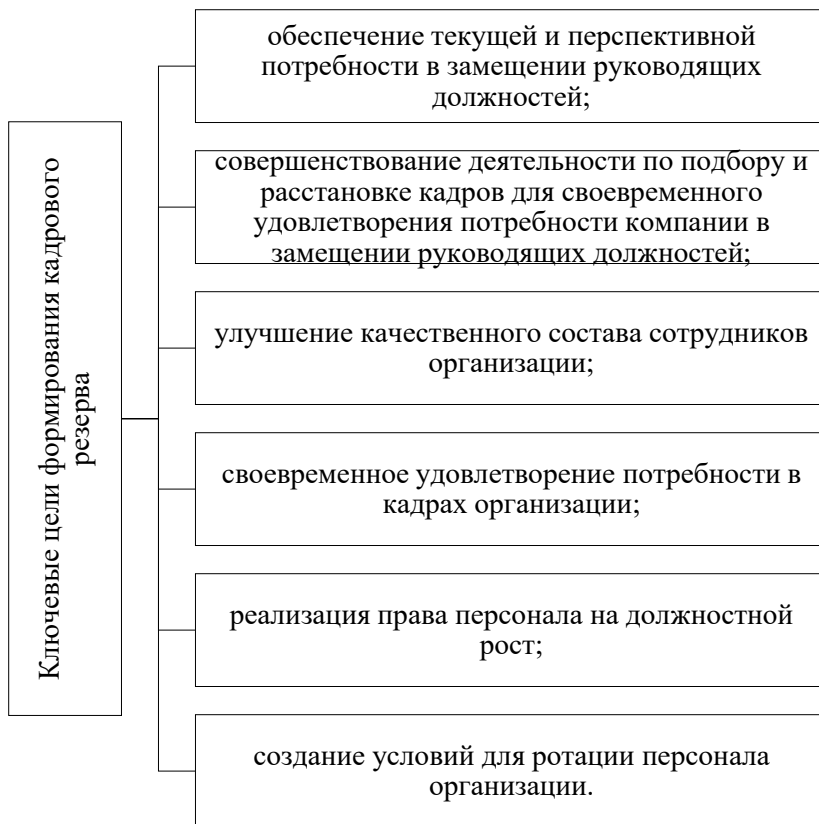 Ключевые цели формирования кадрового
резерва
обеспечение текущей и перспективной
потребности в замещении руководящих
должностей;
совершенствование деятельности по подбору и
расстановке кадров для своевременного
удовлетворения потребности компании в
замещении руководящих должностей;
улучшение качественного состава сотрудников
организации;
своевременное удовлетворение потребности в
кадрах организации;
реализация права персонала на должностной
рост;
создание условий для ротации персонала
организации.